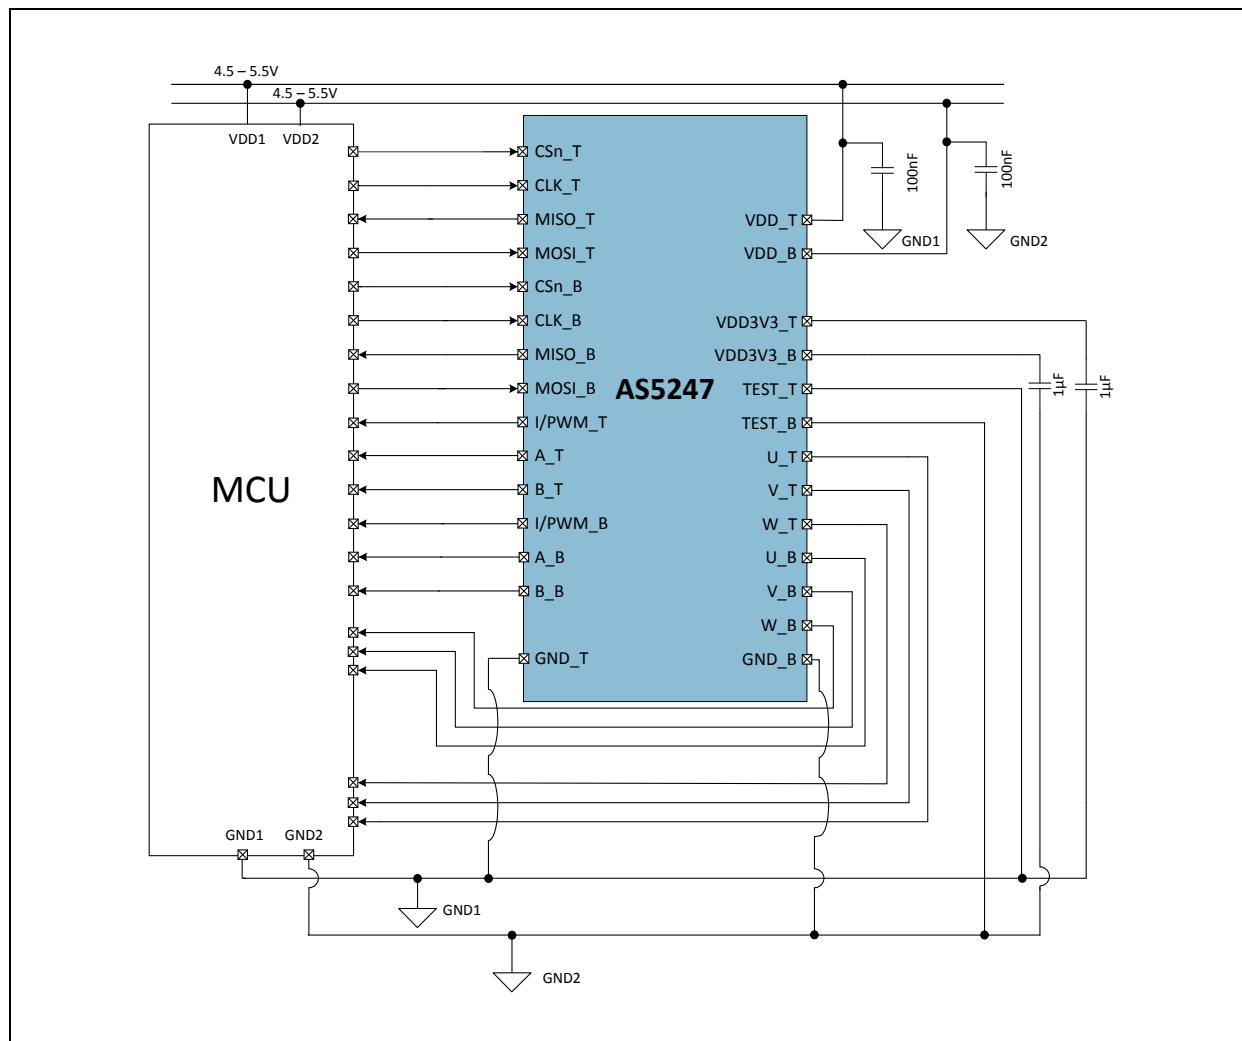 4.5 – 5.5V
4.5 – 5.5V
VDD1 VDD2
CSn_T
CLK_T
MISO_T
MOSI_T
CSn_B
CLK_B
MISO_B
MOSI_B
I/PWM_T
A_T
B_T
I/PWM_B
A_B
B_B
GND_T
MCU
AS5247
VDD_T
VDD_B
VDD3V3_T
VDD3V3_B
TEST_T
TEST_B
U_T
V_T
W_T
U_B
V_B
W_B
GND_B
100nF
100nF
GND1
GND2
1µF
1µF
GND1 GND2
GND1
GND2